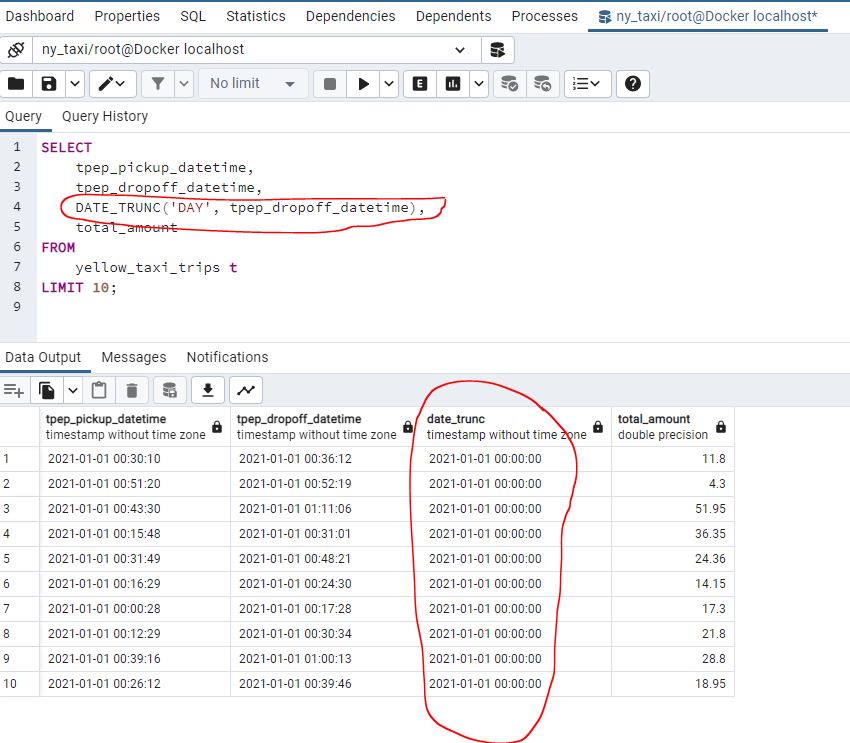 Dashboard Properties SQL Statistics Dependencies Dependents Processes ny_taxi/root@Docker localhost*
ny_taxi/root@Docker localhost
No limit E ?
Query Query History
1 SELECT
2 tpep_pickup_datetime,
3 tpep_dropoff_datetime,
4 DATE_TRUNC('DAY', tpep_dropoff_datetime),
5 total_amount
6 FROM
7 yellow_taxi_trips t
8 LIMIT 10;
9
Data Output Messages Notifications
tpep_pickup_datetime tpep_dropoff_datetime date_trunc total_amount
timestamp without time zone timestamp without time zone timestamp without time zone double precision
1 2021-01-01 00:30:10 2021-01-01 00:36:12 2021-01-01 00:00:00 11.8
2 2021-01-01 00:51:20 2021-01-01 00:52:19 2021-01-01 00:00:00 4.3
3 2021-01-01 00:43:30 2021-01-01 01:11:06 2021-01-01 00:00:00 51.95
4 2021-01-01 00:15:48 2021-01-01 00:31:01 2021-01-01 00:00:00 36.35
5 2021-01-01 00:31:49 2021-01-01 00:48:21 2021-01-01 00:00:00 24.36
6 2021-01-01 00:16:29 2021-01-01 00:24:30 2021-01-01 00:00:00 14.15
7 2021-01-01 00:00:28 2021-01-01 00:17:28 2021-01-01 00:00:00 17.3
8 2021-01-01 00:12:29 2021-01-01 00:30:34 2021-01-01 00:00:00 21.8
9 2021-01-01 00:39:16 2021-01-01 01:00:13 2021-01-01 00:00:00 28.8
10 2021-01-01 00:26:12 2021-01-01 00:39:46 2021-01-01 00:00:00 18.95